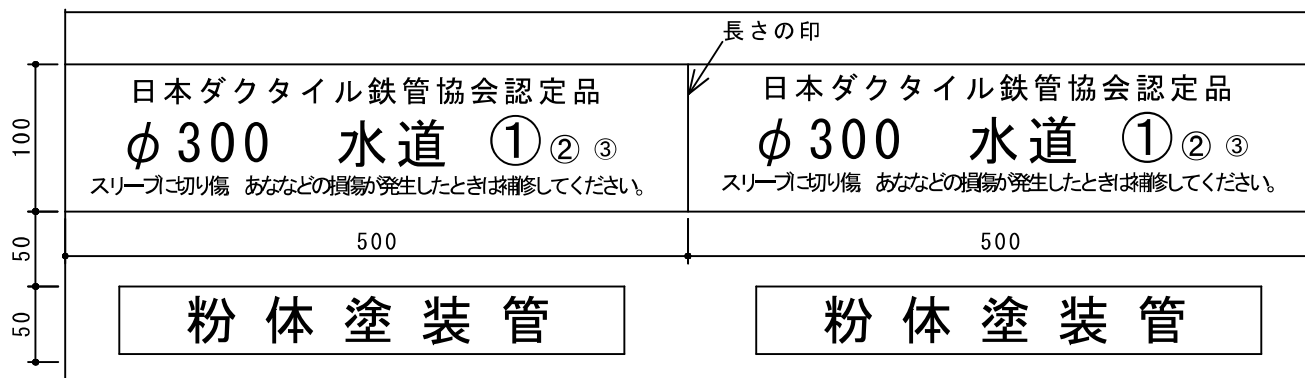 長さの印
日本ダクタイル鉄管協会認定品
φ300 水道 ① ② ③
スリーブに切り傷 あななどの損傷が発生したときは補修してください。
日本ダクタイル鉄管協会認定品
φ300 水道 ① ② ③
スリーブに切り傷 あななどの損傷が発生したときは補修してください。
100
50
50
500
500
粉体塗装管
粉体塗装管